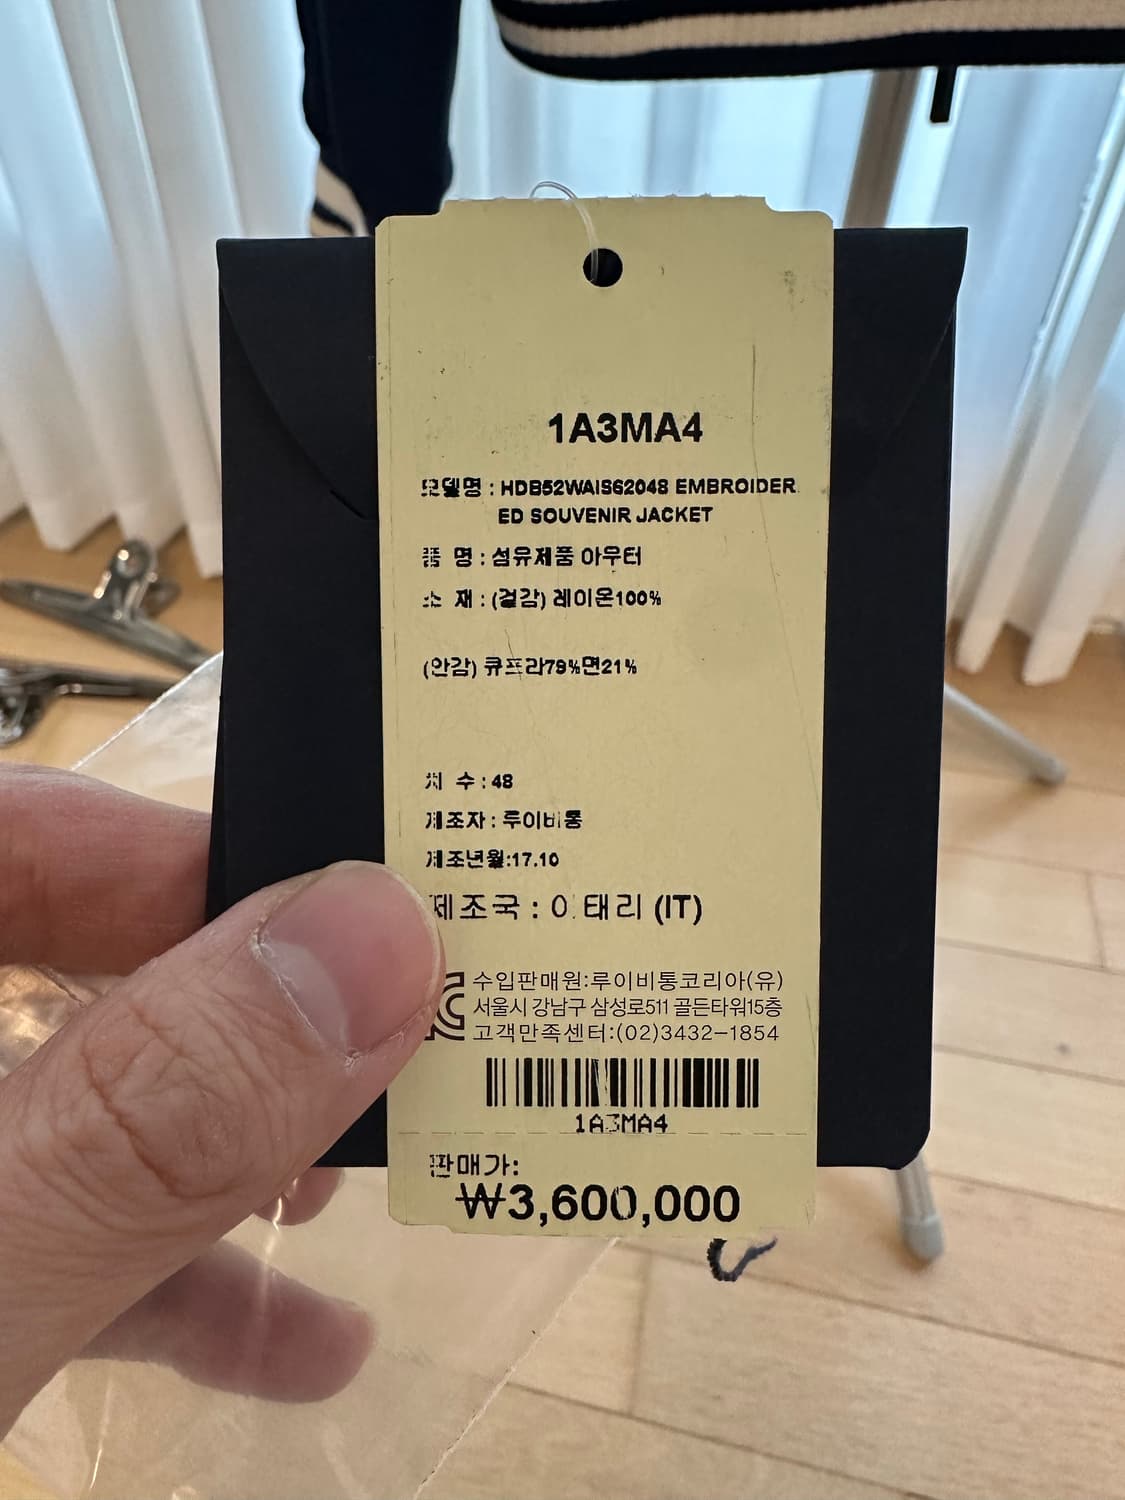 1A3MA4
모델명 : HDB52WAIS62048 EMBROIDER
ED SOUVENIR JACKET
품 명 : 섬유제품 아우터
소 재 : (겉감) 레이온100%
(안감) 큐프라79%면21%
치 수 : 48
제조자 : 루이비통
제조년월:17.10
제조국 : 이태리 (IT)
수입판매원:루이비통코리아(유)
서울시 강남구 삼성로511 골든타워15층
고객만족센터:(02)3432-1854
1A3MA4
판매가:
₩3,600,000